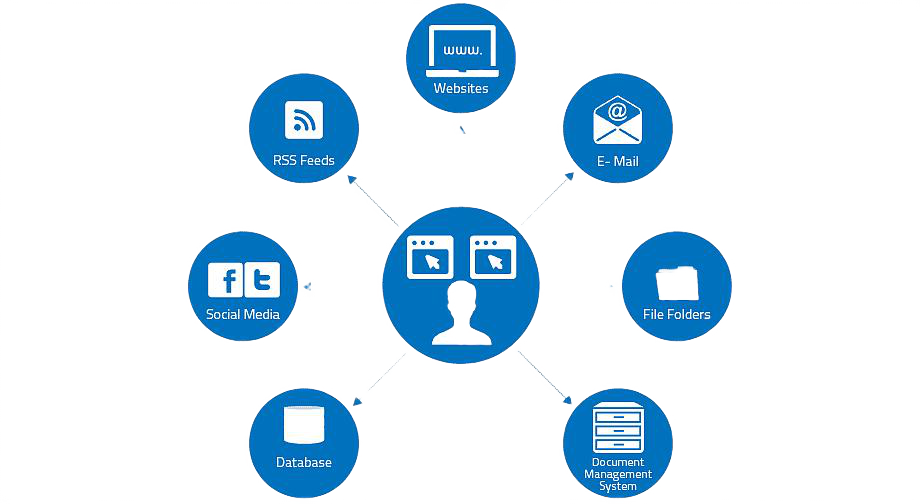 www.
Websites
RSS Feeds
@
E- Mail
f t
Social Media
File Folders
Database
Document
Management
System